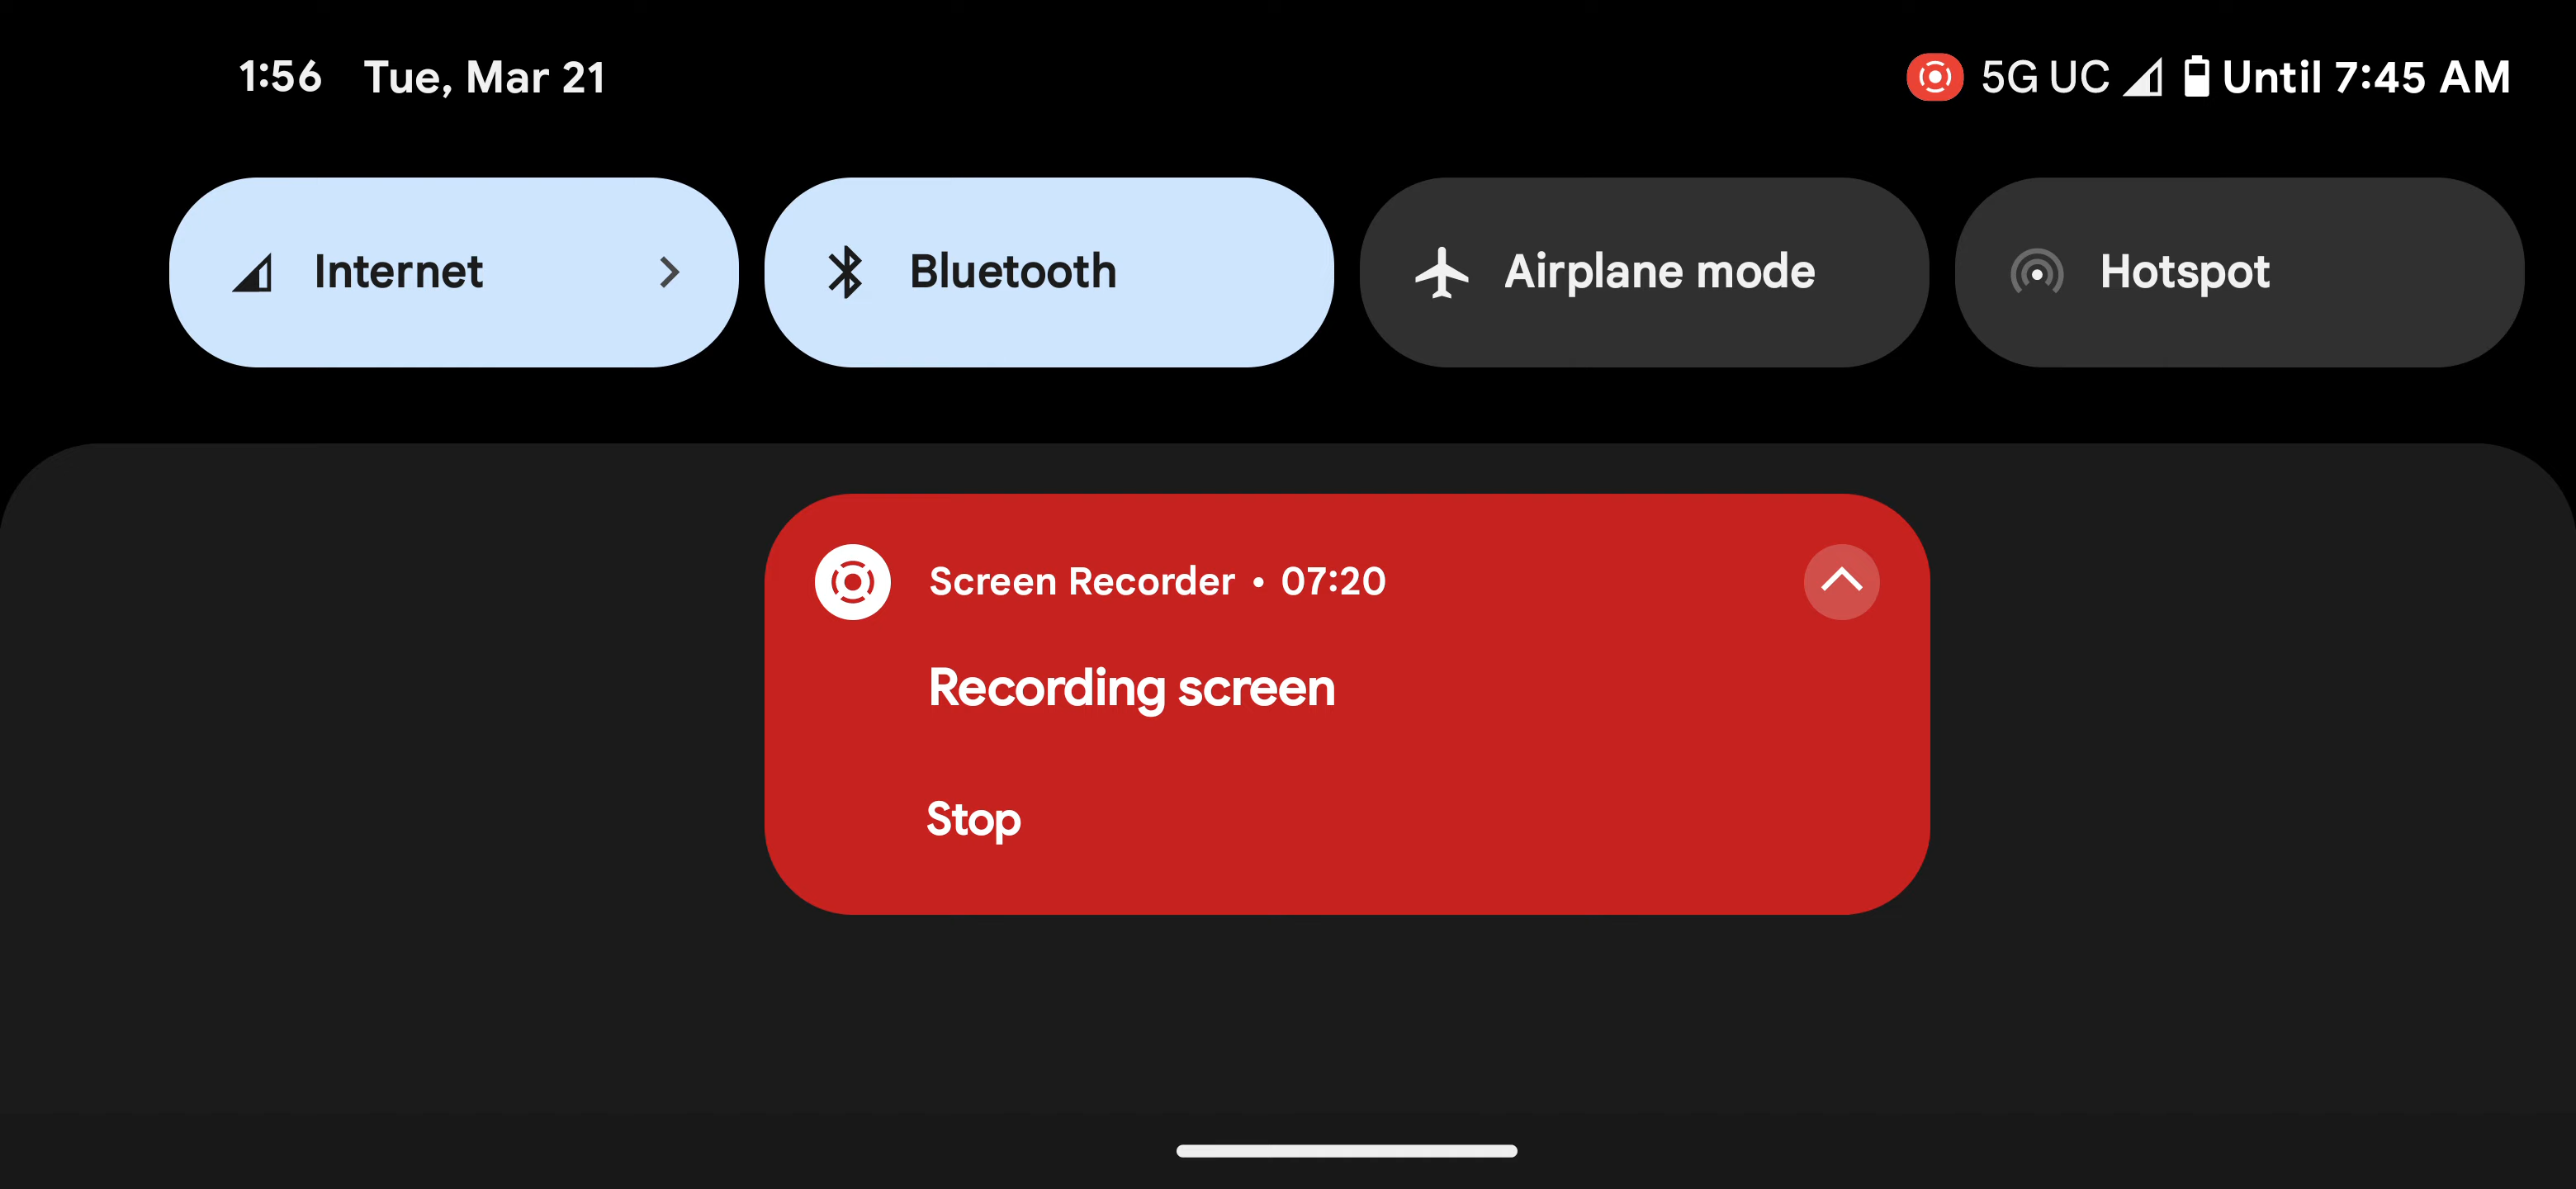 1:56 Tue, Mar 21 5G UC Until 7:45 AM
Internet Bluetooth Airplane mode Hotspot
Screen Recorder • 07:20
Recording screen
Stop